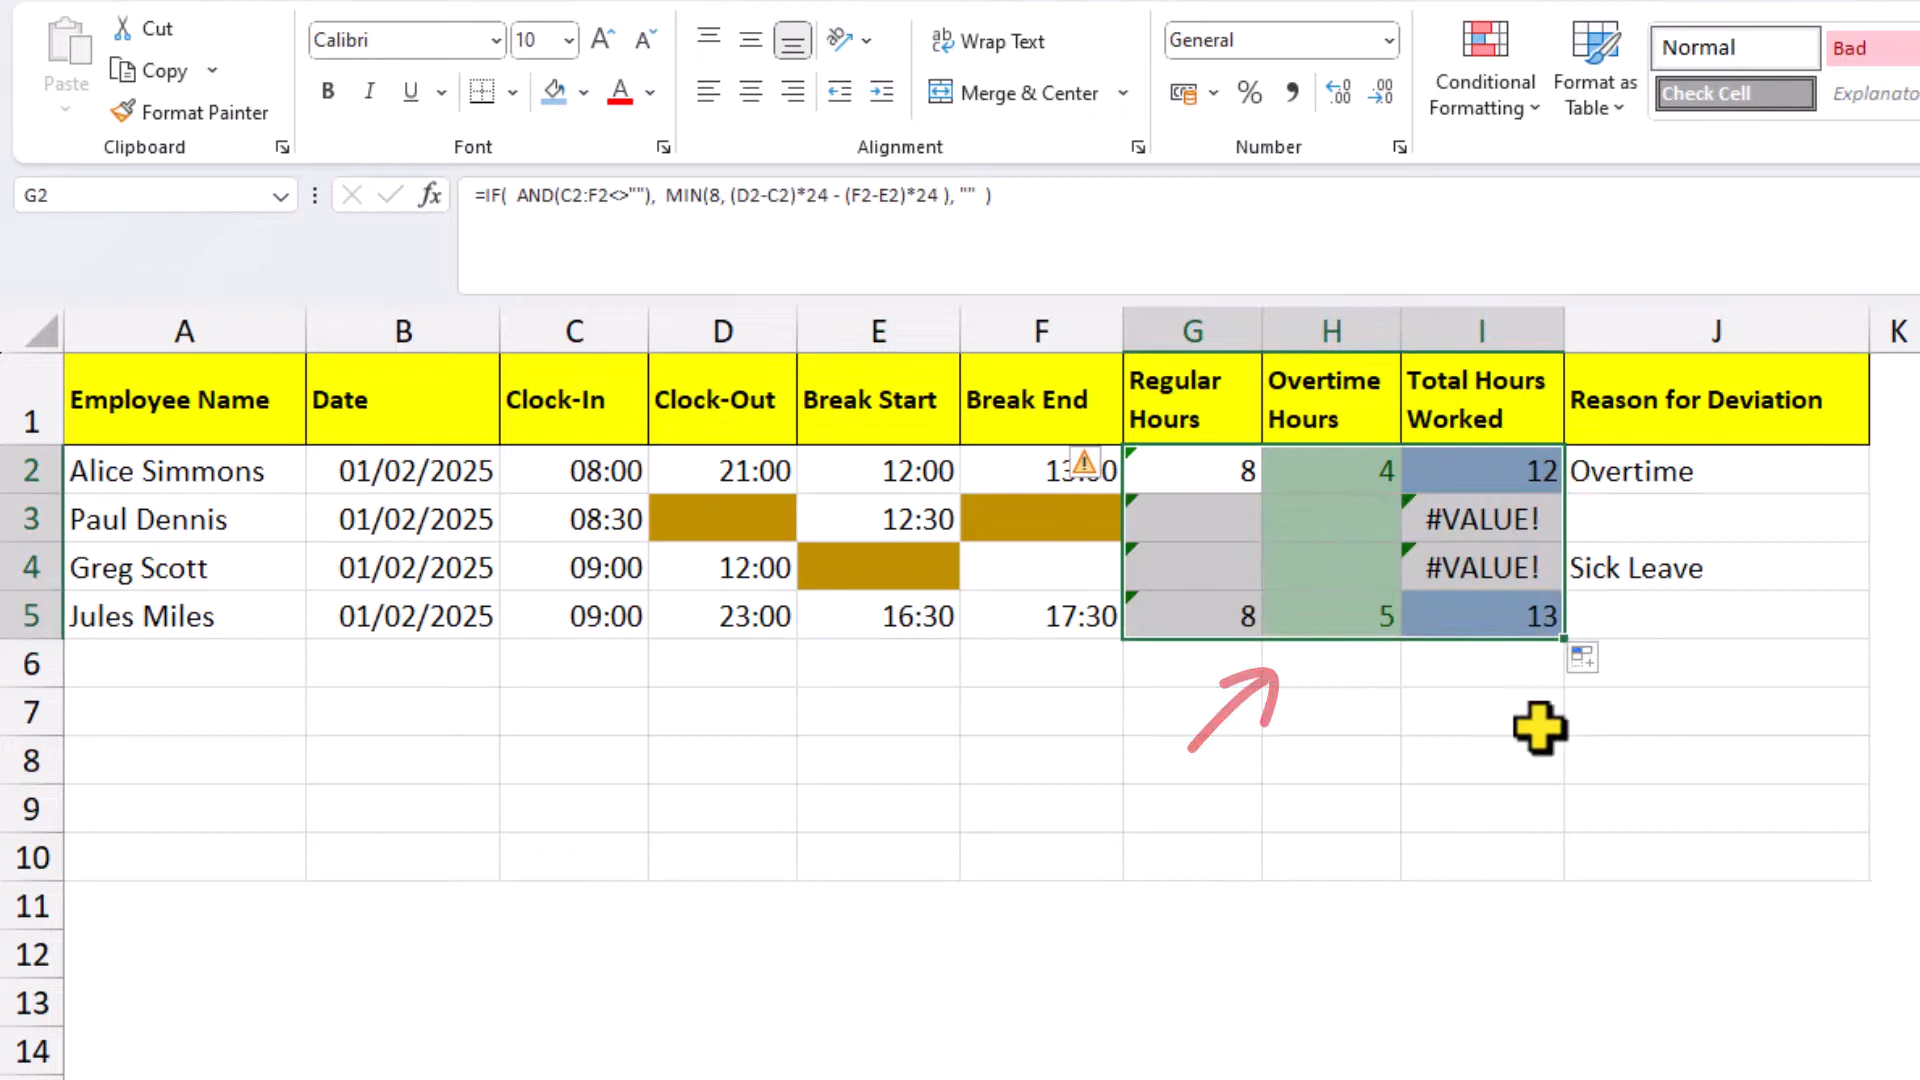 Paste
Cut
Copy
Format Painter
Clipboard
Calibri
10
B I U
Font
Wrap Text
Merge & Center
Alignment
General
Number
Conditional
Formatting
Format as
Table
Normal
Bad
Check Cell
Explanato
G2
fx
=IF( AND(C2:F2<>""), MIN(8, (D2-C2)*24 - (F2-E2)*24 ), "" )
A B C D E F G H I J K
1 Employee Name Date Clock-In Clock-Out Break Start Break End Regular Hours Overtime Hours Total Hours Worked Reason for Deviation
2 Alice Simmons 01/02/2025 08:00 21:00 12:00 8 4 12 Overtime
3 Paul Dennis 01/02/2025 08:30 12:30 #VALUE!
4 Greg Scott 01/02/2025 09:00 12:00 #VALUE! Sick Leave
5 Jules Miles 01/02/2025 09:00 23:00 16:30 17:30 8 5 13
6
7
8
9
10
11
12
13
14